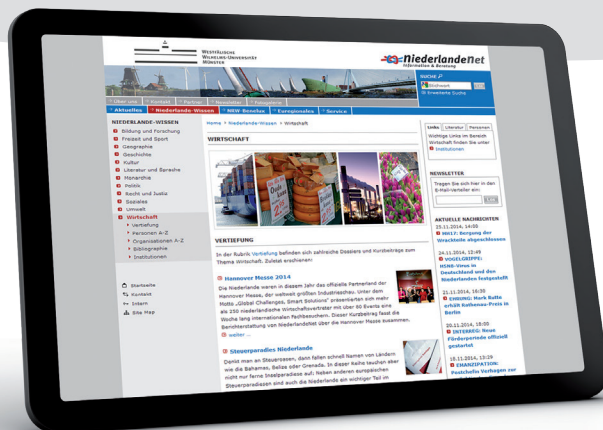 WESTFÄLISCHE
WILHELMS-UNIVERSITÄT
MÜNSTER
NiederlandeNet
Information & Beratung
SUCHE
Stichwort
Erweiterte Suche
Über uns Kontakt Partner Newsletter Fotogalerie
Aktuelles Niederlande-Wissen NRW-Benelux Euregionales Service
NIEDERLANDE-WISSEN
Bildung und Forschung
Freizeit und Sport
Geographie
Geschichte
Kultur
Literatur und Sprache
Monarchie
Politik
Recht und Justiz
Soziales
Umwelt
Wirtschaft
Vertiefung
Personen A-Z
Organisationen A-Z
Bibliographie
Institutionen
Startseite
Kontakt
Intern
Site Map
Home > Niederlande-Wissen > Wirtschaft
WIRTSCHAFT
VERTIEFUNG
In der Rubrik Vertiefung befinden sich zahlreiche Dossiers und Kurzbeiträge zum
Thema Wirtschaft. Zuletzt erschienen:
Hannover Messe 2014
Die Niederlande waren in diesem Jahr das offizielle Partnerland der
Hannover Messe, der weltweit größten Industrieschau. Unter dem
Motto „Global Challenges, Smart Solutions" präsentierten sich mehr
als 250 niederländische Wirtschaftsvertreter mit über 60 Events eine
Woche lang internationalen Fachbesuchern. Dieser Kurzbeitrag fasst die
Berichterstattung von NiederlandeNet über die Hannover Messe zusammen.
weiter ...
Steuerparadies Niederlande
Denkt man an Steueroasen, dann fallen schnell Namen von Ländern
wie die Bahamas, Belize oder Grenada. In dieser Reihe tauchen aber
nicht nur ferne Inselparadiese auf: Neben anderen europäischen
Steuerparadiesen sind auch die Niederlande ein wichtiger Teil im
Links Literatur Personen
Wichtige Links im Bereich
Wirtschaft finden Sie unter
Institutionen
NEWSLETTER
Tragen Sie sich hier in den
E-Mail-Verteiler ein:
AKTUELLE NACHRICHTEN
25.11.2014, 14:00
MH17: Bergung der
Wrackteile abgeschlossen
24.11.2014, 12:48
VOGELGRIPPE:
H5N8-Virus in
Deutschland und den
Niederlanden festgestellt
21.11.2014, 16:30
EHRUNG: Mark Rutte
erhält Rathenau-Preis in
Berlin
20.11.2014, 15:00
INTERREG: Neue
Förderperiode offiziell
gestartet
18.11.2014, 13:29
EMANZIPATION:
Postcheliu Verhagen zur